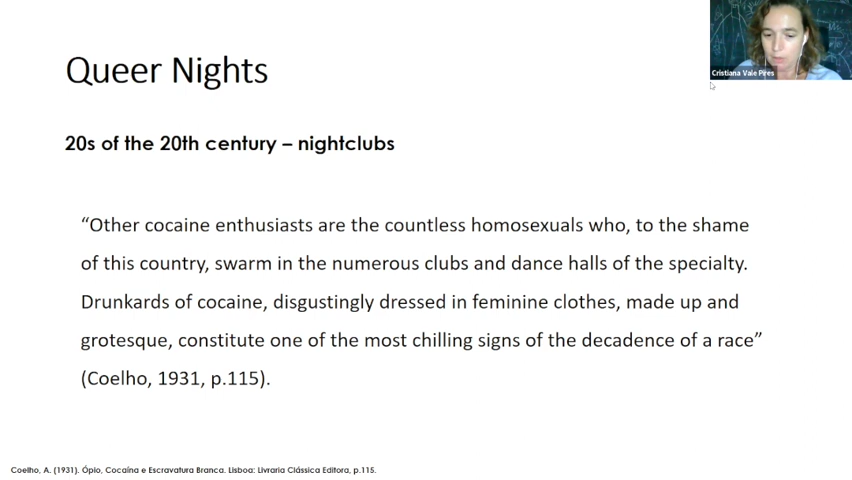 Cristiana Vale Pires
Queer Nights
20s of the 20th century – nightclubs
“Other cocaine enthusiasts are the countless homosexuals who, to the shame
of this country, swarm in the numerous clubs and dance halls of the specialty.
Drunkards of cocaine, disgustingly dressed in feminine clothes, made up and
grotesque, constitute one of the most chilling signs of the decadence of a race”
(Coelho, 1931, p.115).
Coelho, A. (1931). Ópio, Cocaína e Escravatura Branca. Lisboa: Livraria Clássica Editora, p.115.